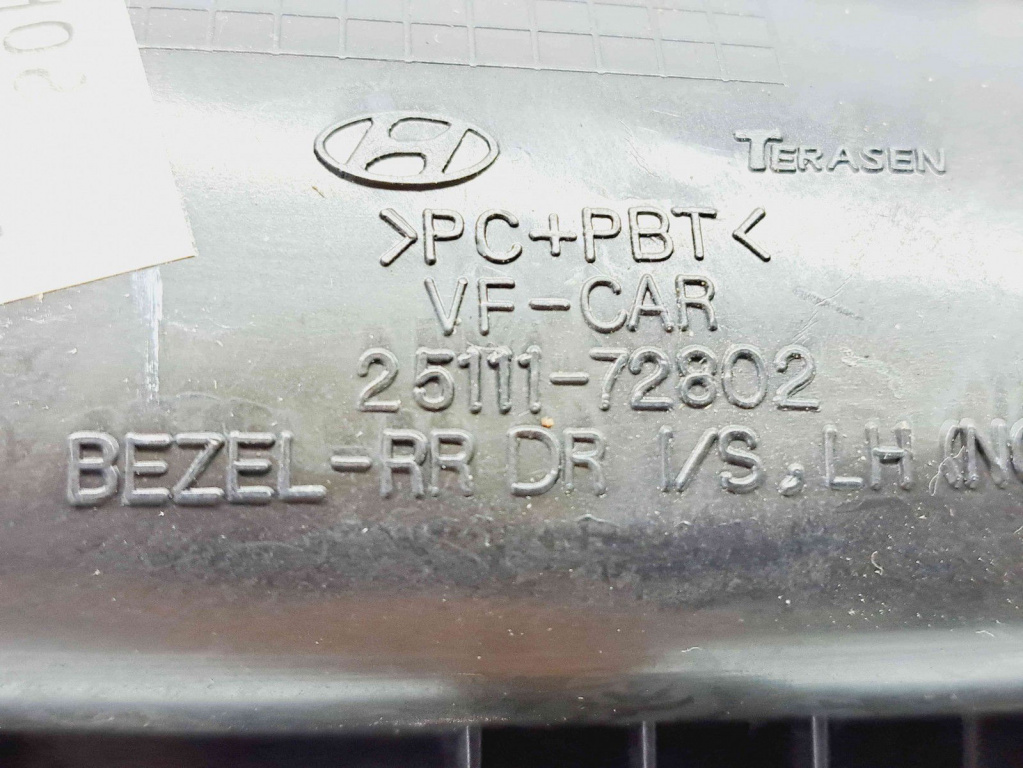 TERASEN
>PC+PBT<
VF-CAR
25111-72802
BEZEL-RR DR I/S, LH